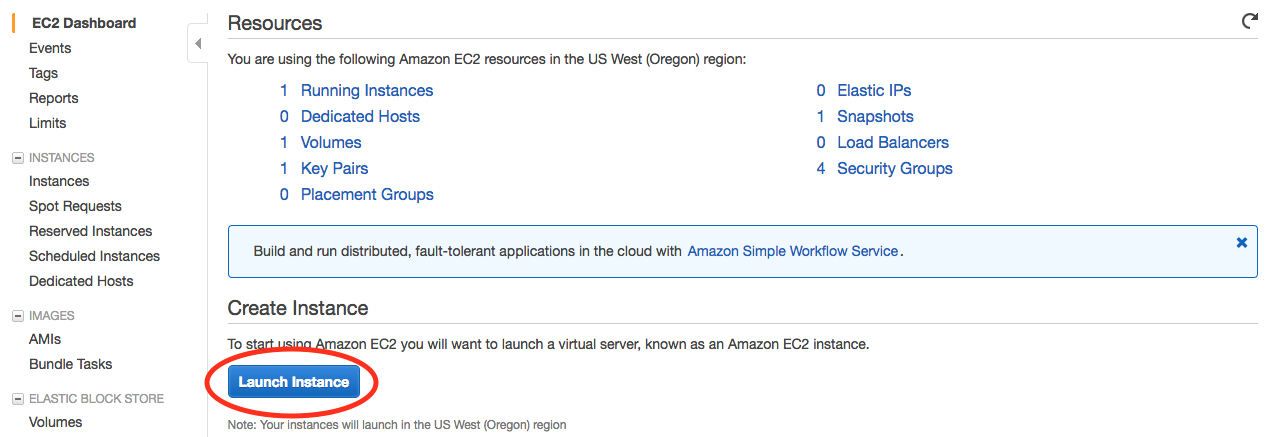 EC2 Dashboard
Events
Tags
Reports
Limits
INSTANCES
Instances
Spot Requests
Reserved Instances
Scheduled Instances
Dedicated Hosts
IMAGES
AMIs
Bundle Tasks
ELASTIC BLOCK STORE
Volumes
Resources
You are using the following Amazon EC2 resources in the US West (Oregon) region:
1 Running Instances
0 Dedicated Hosts
1 Volumes
1 Key Pairs
0 Placement Groups
0 Elastic IPs
1 Snapshots
0 Load Balancers
4 Security Groups
Build and run distributed, fault-tolerant applications in the cloud with Amazon Simple Workflow Service.
Create Instance
To start using Amazon EC2 you will want to launch a virtual server, known as an Amazon EC2 instance.
Launch Instance
Note: Your instances will launch in the US West (Oregon) region